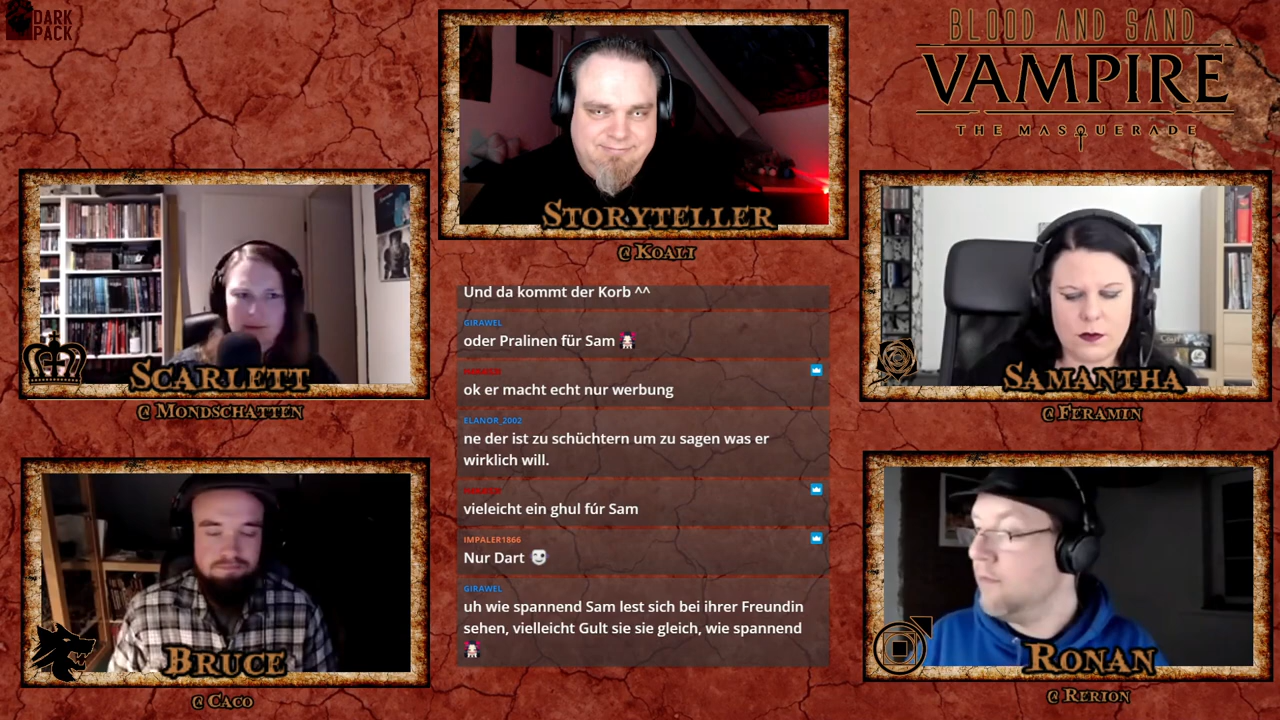 DARK
PACK
BLOOD AND SAND
VAMPIRE
THE MASQUERADE
STORYTELLER
@ KOALI
SCARLETT
@ MONDSCHATTEN
SAMANTHA
@ FERAMIN
Und da kommt der Korb ^^
GIRAWEL
oder Pralinen für Sam
ok er macht echt nur werbung
ELANOR_2002
ne der ist zu schüchtern um zu sagen was er
wirklich will.
vieleicht ein ghul fúr Sam
IMPALER1866
Nur Dart
GIRAWEL
uh wie spannend Sam lest sich bei ihrer Freundin
sehen, vielleicht Gult sie sie gleich, wie spannend
BRUCE
@ CACO
RONAN
@ RERION